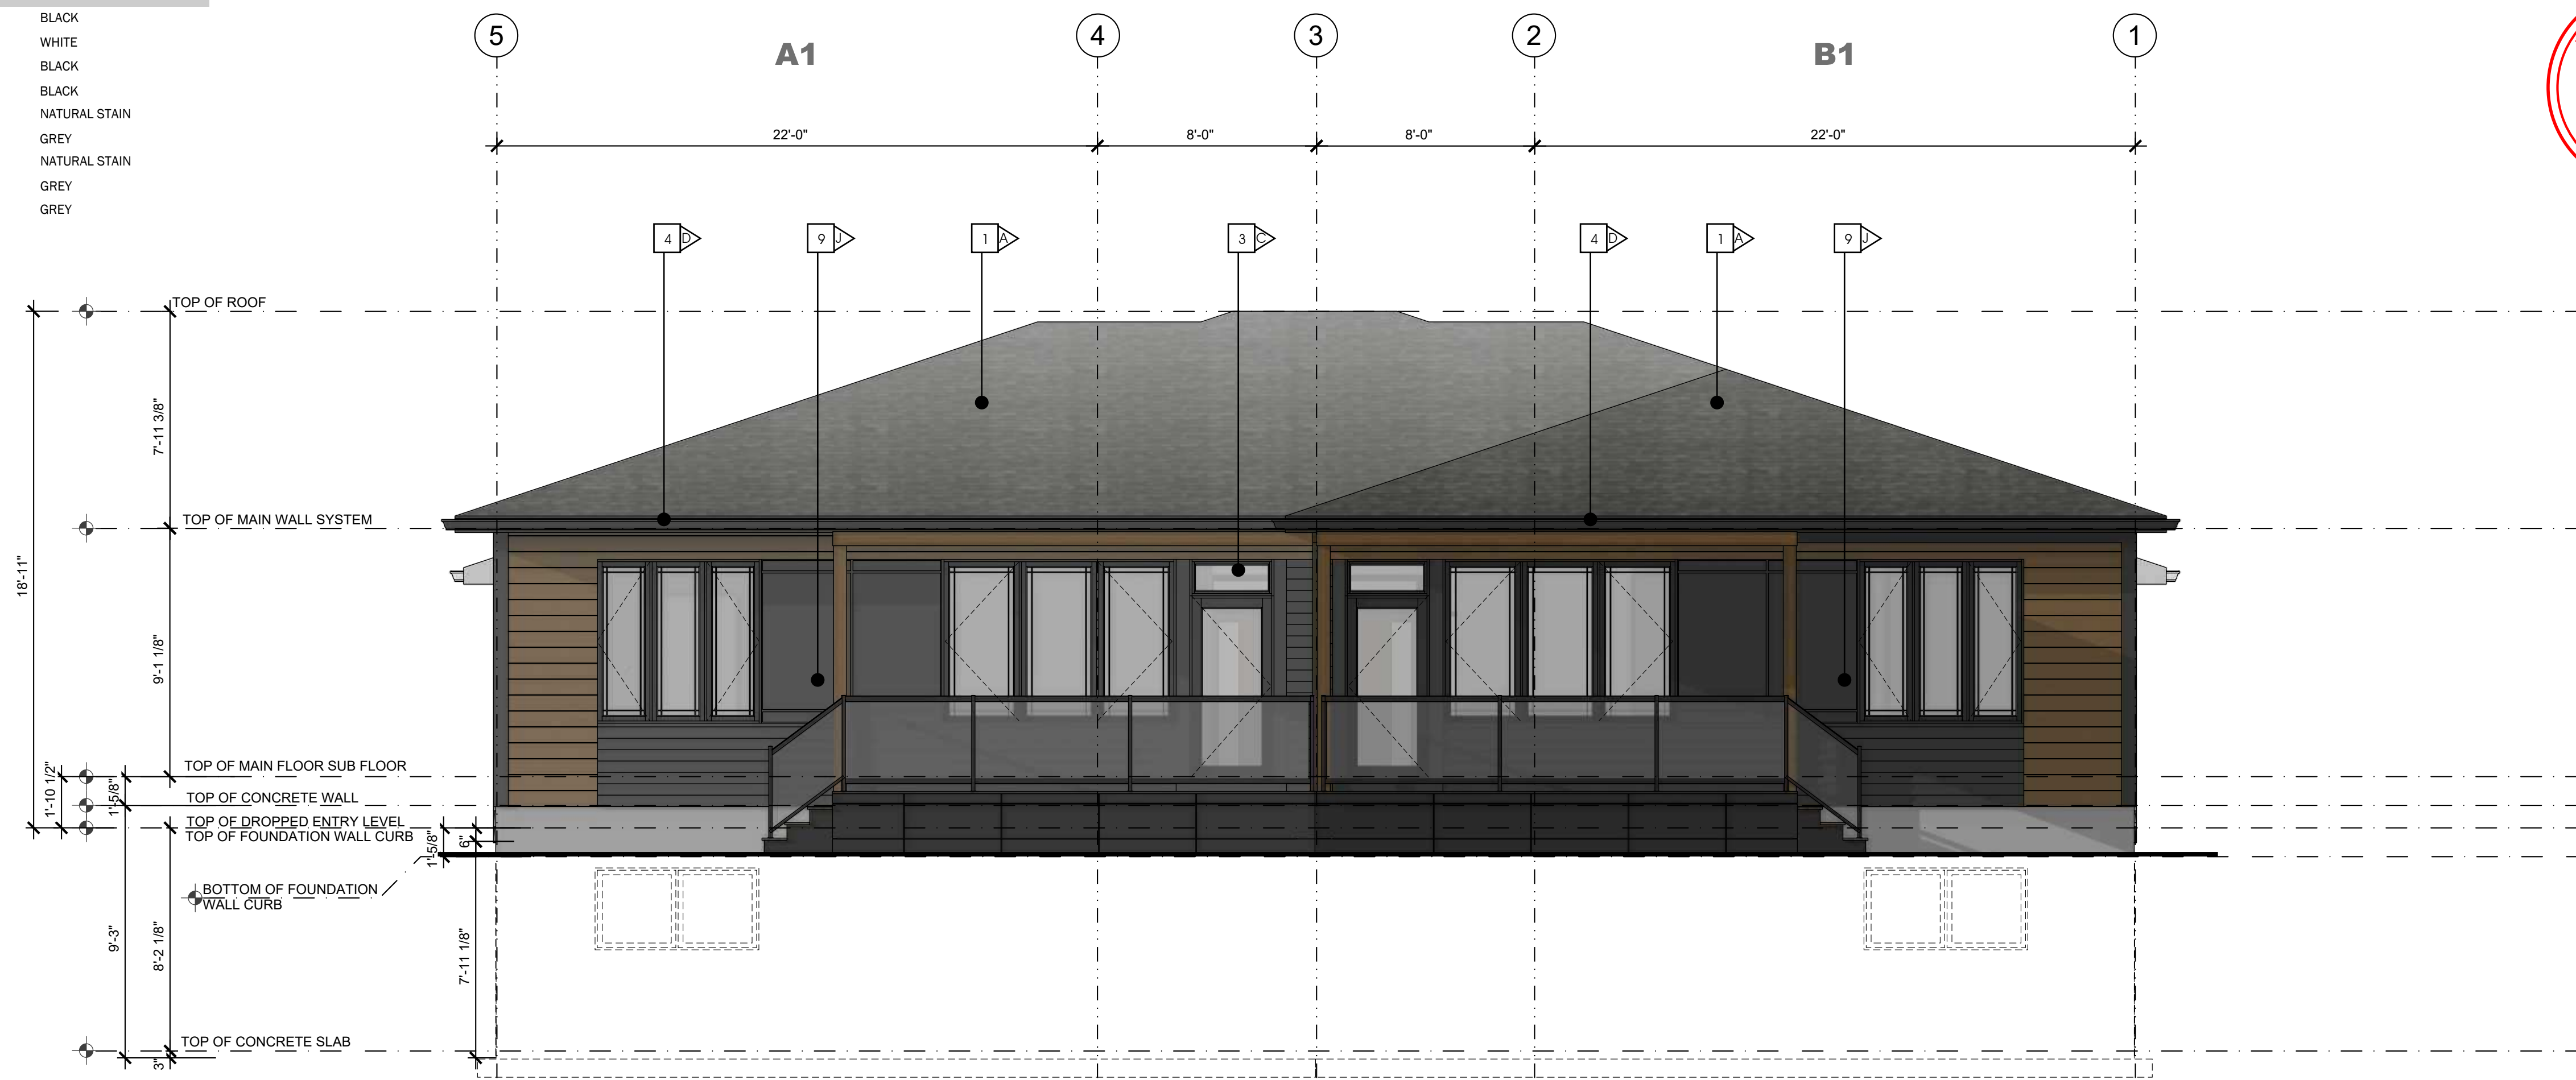 BLACK
WHITE
BLACK
BLACK
NATURAL STAIN
GREY
NATURAL STAIN
GREY
GREY
5
A1
4
3
2
B1
1
22'-0"
8'-0"
8'-0"
22'-0"
4 D
9 J
1 A
3 C
4 D
1 A
9 J
TOP OF ROOF
7'-11 3/8"
TOP OF MAIN WALL SYSTEM
18'-11"
9'-1 1/8"
TOP OF MAIN FLOOR SUB FLOOR
1'-10 1/2"
1'-5/8"
TOP OF CONCRETE WALL
TOP OF DROPPED ENTRY LEVEL
TOP OF FOUNDATION WALL CURB
1'-5/8"
6"
BOTTOM OF FOUNDATION
WALL CURB
9'-3"
8'-2 1/8"
7'-11 1/8"
TOP OF CONCRETE SLAB
3"